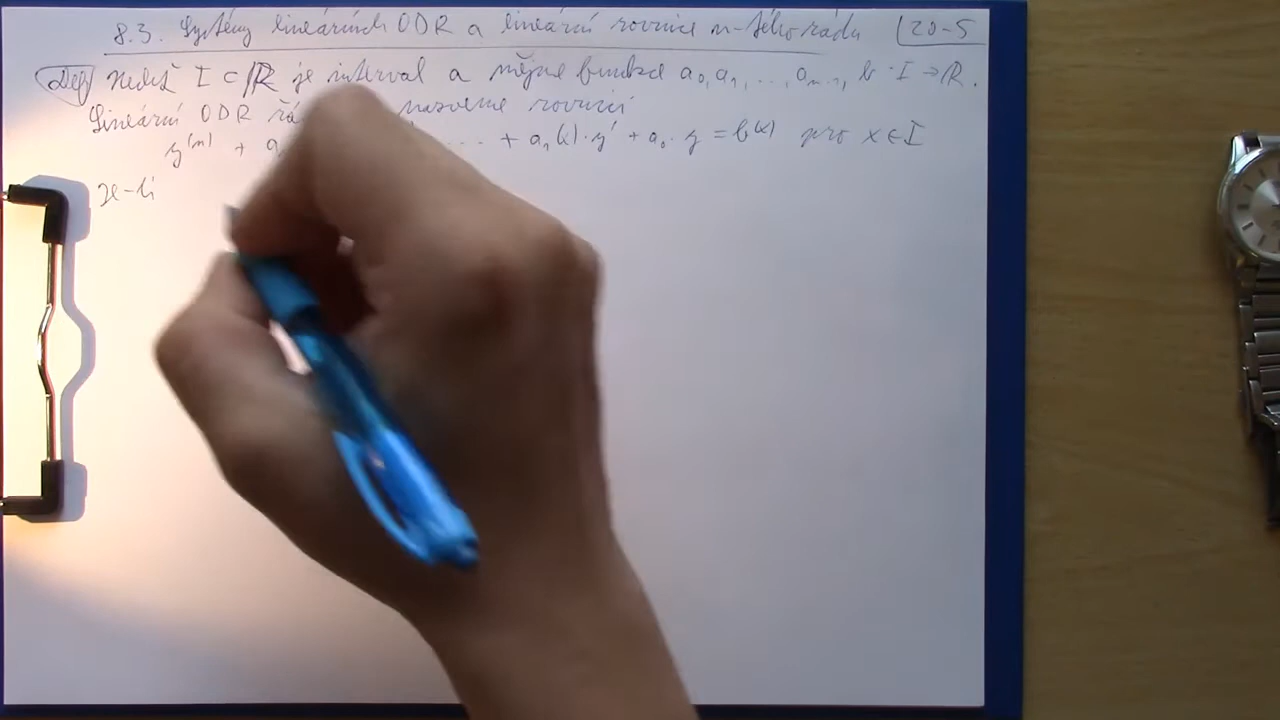 8.3. Systémy lineárních ODR a lineární rovnice n-tého řádu 20-5
Def Nechť I ⊂ ℝ je interval a mějme funkce a₀, a₁, ..., aₙ₋₁, b : I → ℝ.
Lineární ODR nazveme rovnici
y⁽ⁿ⁾ + a ... + a₁(x)·y' + a₀·y = b(x) pro x ∈ I
Je-li